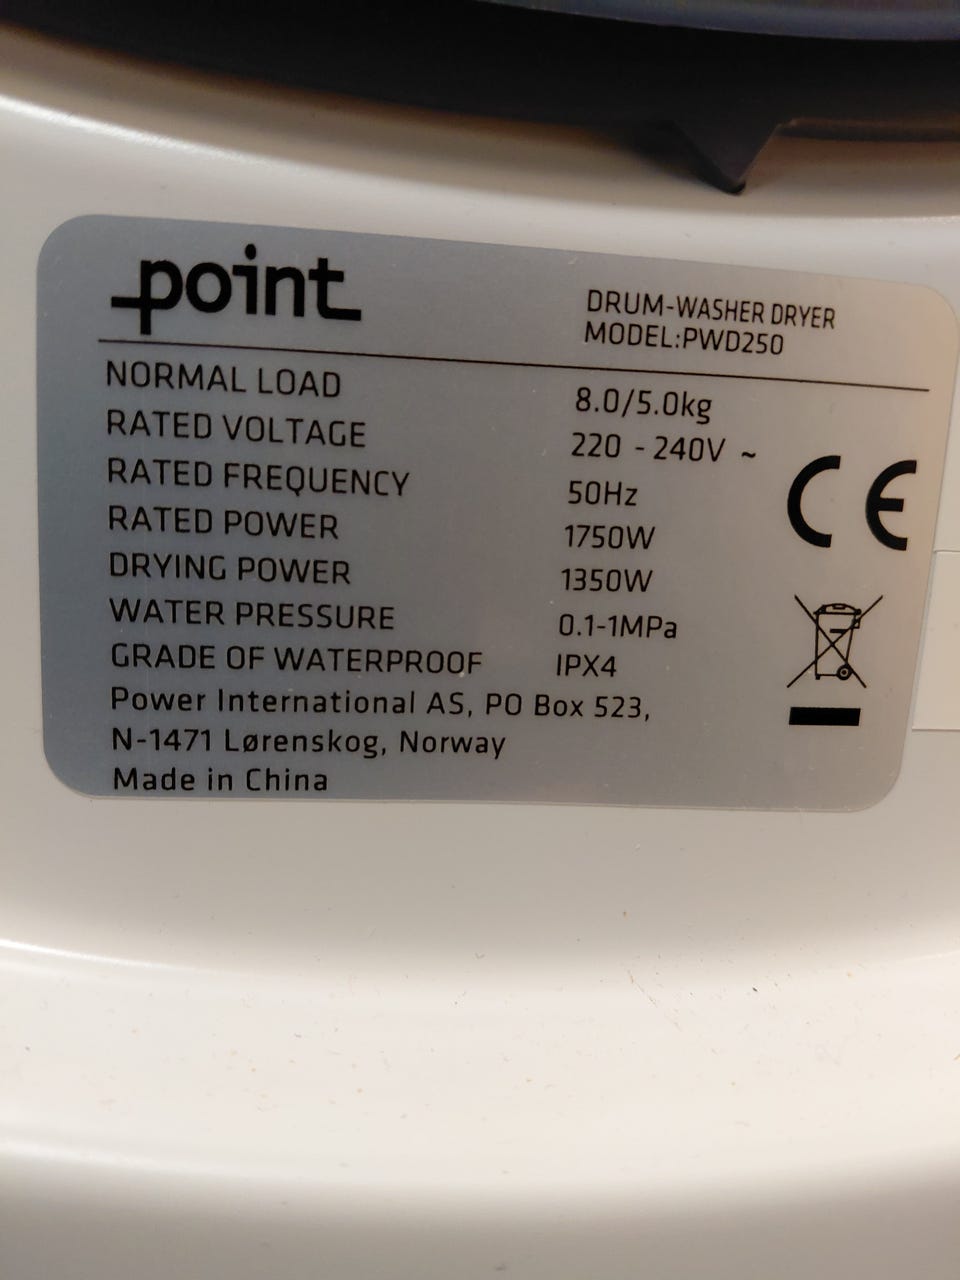 point
DRUM-WASHER DRYER
MODEL:PWD250
NORMAL LOAD 8.0/5.0kg
RATED VOLTAGE 220 - 240V ~
RATED FREQUENCY 50Hz
RATED POWER 1750W
DRYING POWER 1350W
WATER PRESSURE 0.1-1MPa
GRADE OF WATERPROOF IPX4
Power International AS, PO Box 523,
N-1471 Lørenskog, Norway
Made in China
CE